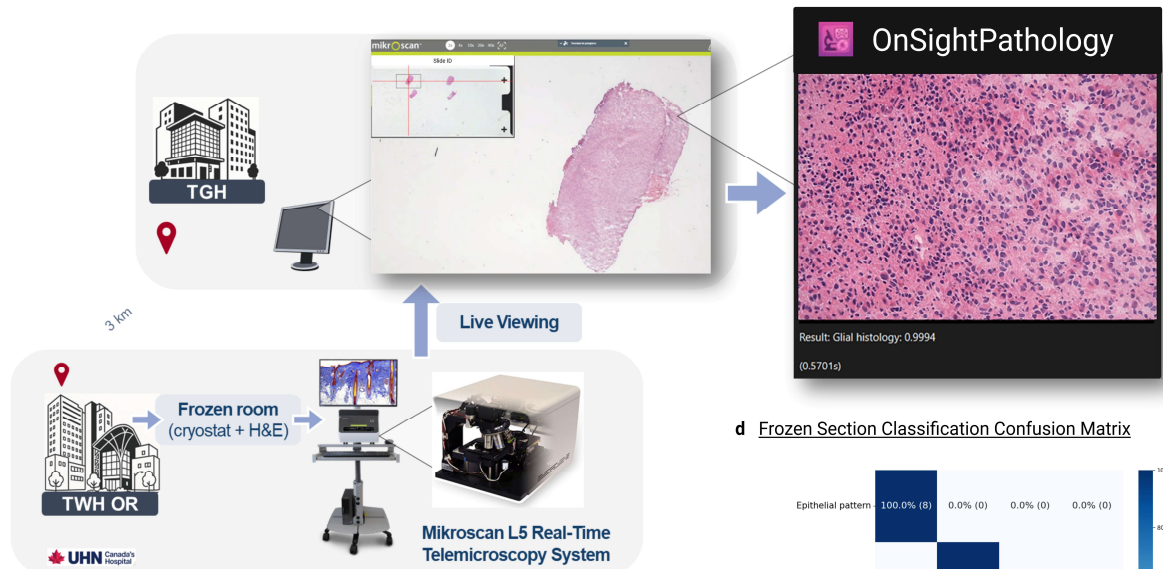 mikroscan
Slide ID
TGH
OnSightPathology
Result: Glial histology: 0.9994
(0.5701s)
3 km
Live Viewing
Frozen room
(cryostat + H&E)
TWH OR
UHN Canada's
Hospital
Mikroscan L5 Real-Time
Telemicroscopy System
d Frozen Section Classification Confusion Matrix
Epithelial pattern 100.0% (8) 0.0% (0) 0.0% (0) 0.0% (0)
80